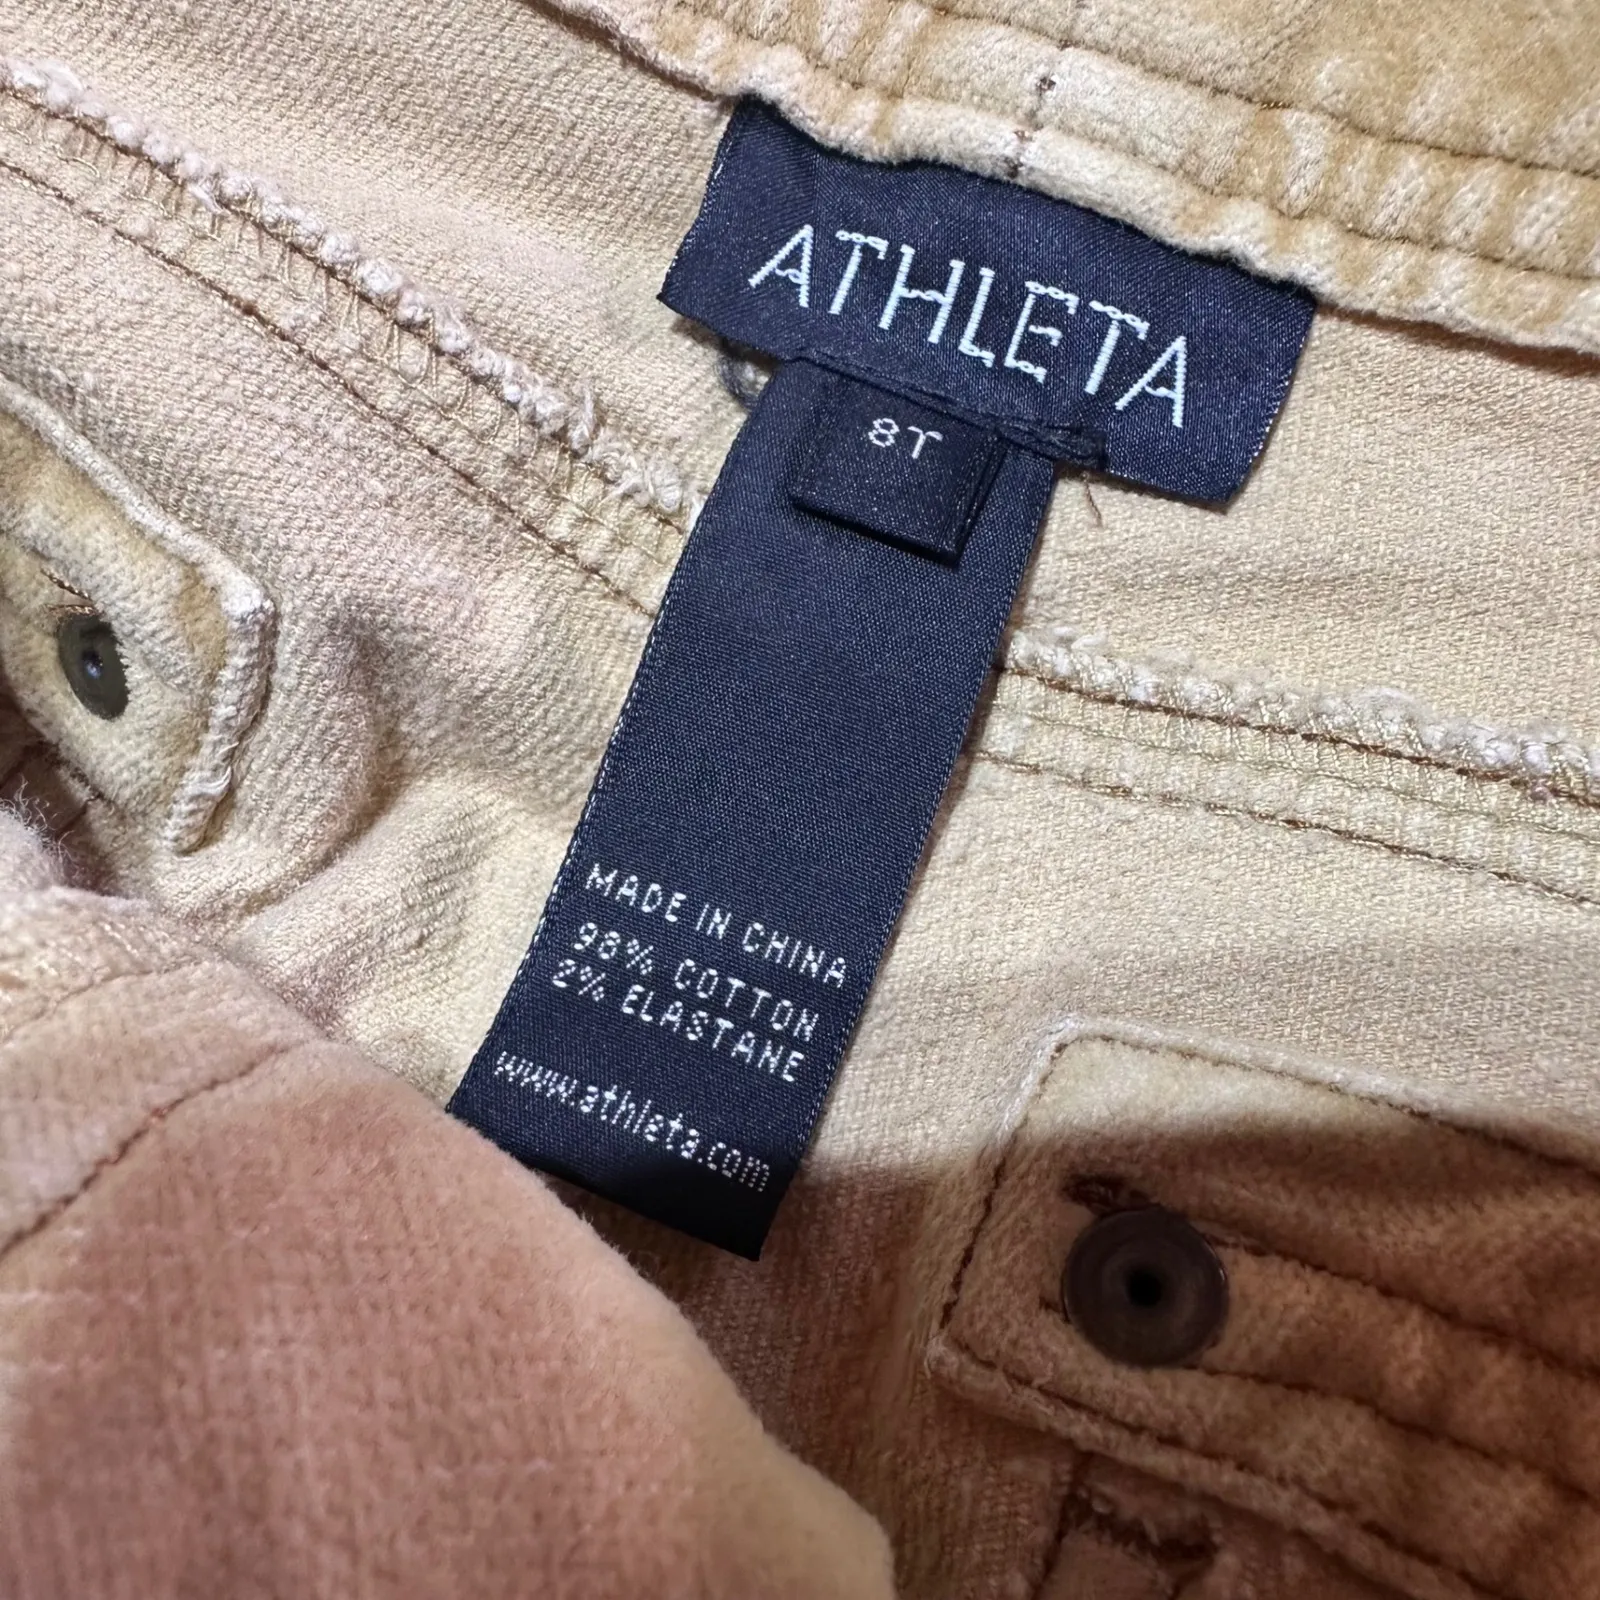 ATHLETA
8T
MADE IN CHINA
98% COTTON
2% ELASTANE
www.athleta.com